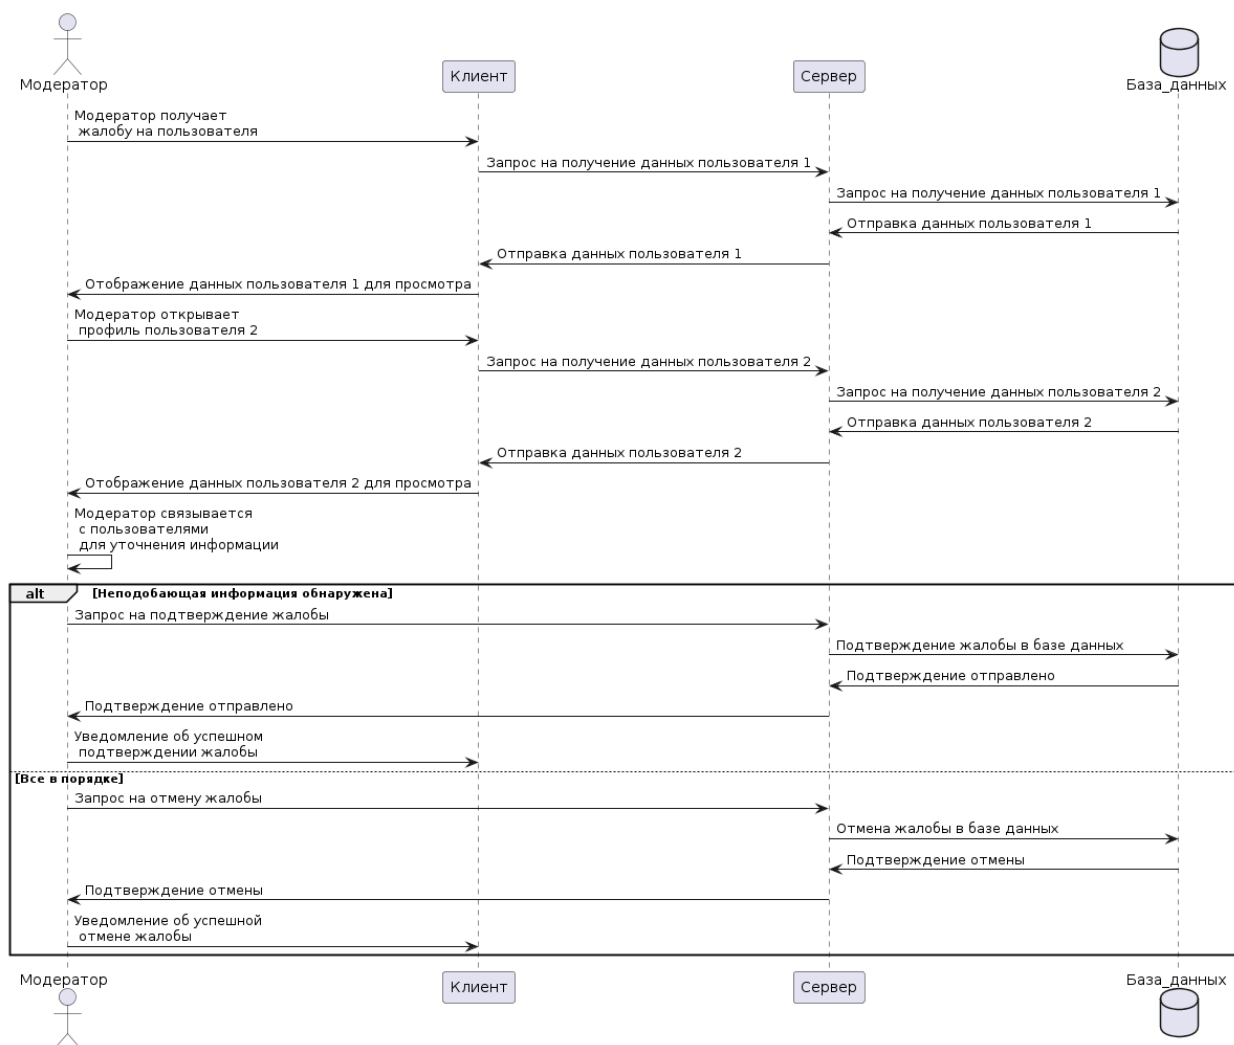 Модератор
Клиент
Сервер
База_данных
Модератор получает
жалобу на пользователя
Запрос на получение данных пользователя 1
Запрос на получение данных пользователя 1
Отправка данных пользователя 1
Отправка данных пользователя 1
Отображение данных пользователя 1 для просмотра
Модератор открывает
профиль пользователя 2
Запрос на получение данных пользователя 2
Запрос на получение данных пользователя 2
Отправка данных пользователя 2
Отправка данных пользователя 2
Отображение данных пользователя 2 для просмотра
Модератор связывается
с пользователями
для уточнения информации
alt [Неподобающая информация обнаружена]
Запрос на подтверждение жалобы
Подтверждение жалобы в базе данных
Подтверждение отправлено
Подтверждение отправлено
Уведомление об успешном
подтверждении жалобы
[Все в порядке]
Запрос на отмену жалобы
Отмена жалобы в базе данных
Подтверждение отмены
Подтверждение отмены
Уведомление об успешной
отмене жалобы
Модератор
Клиент
Сервер
База_данных